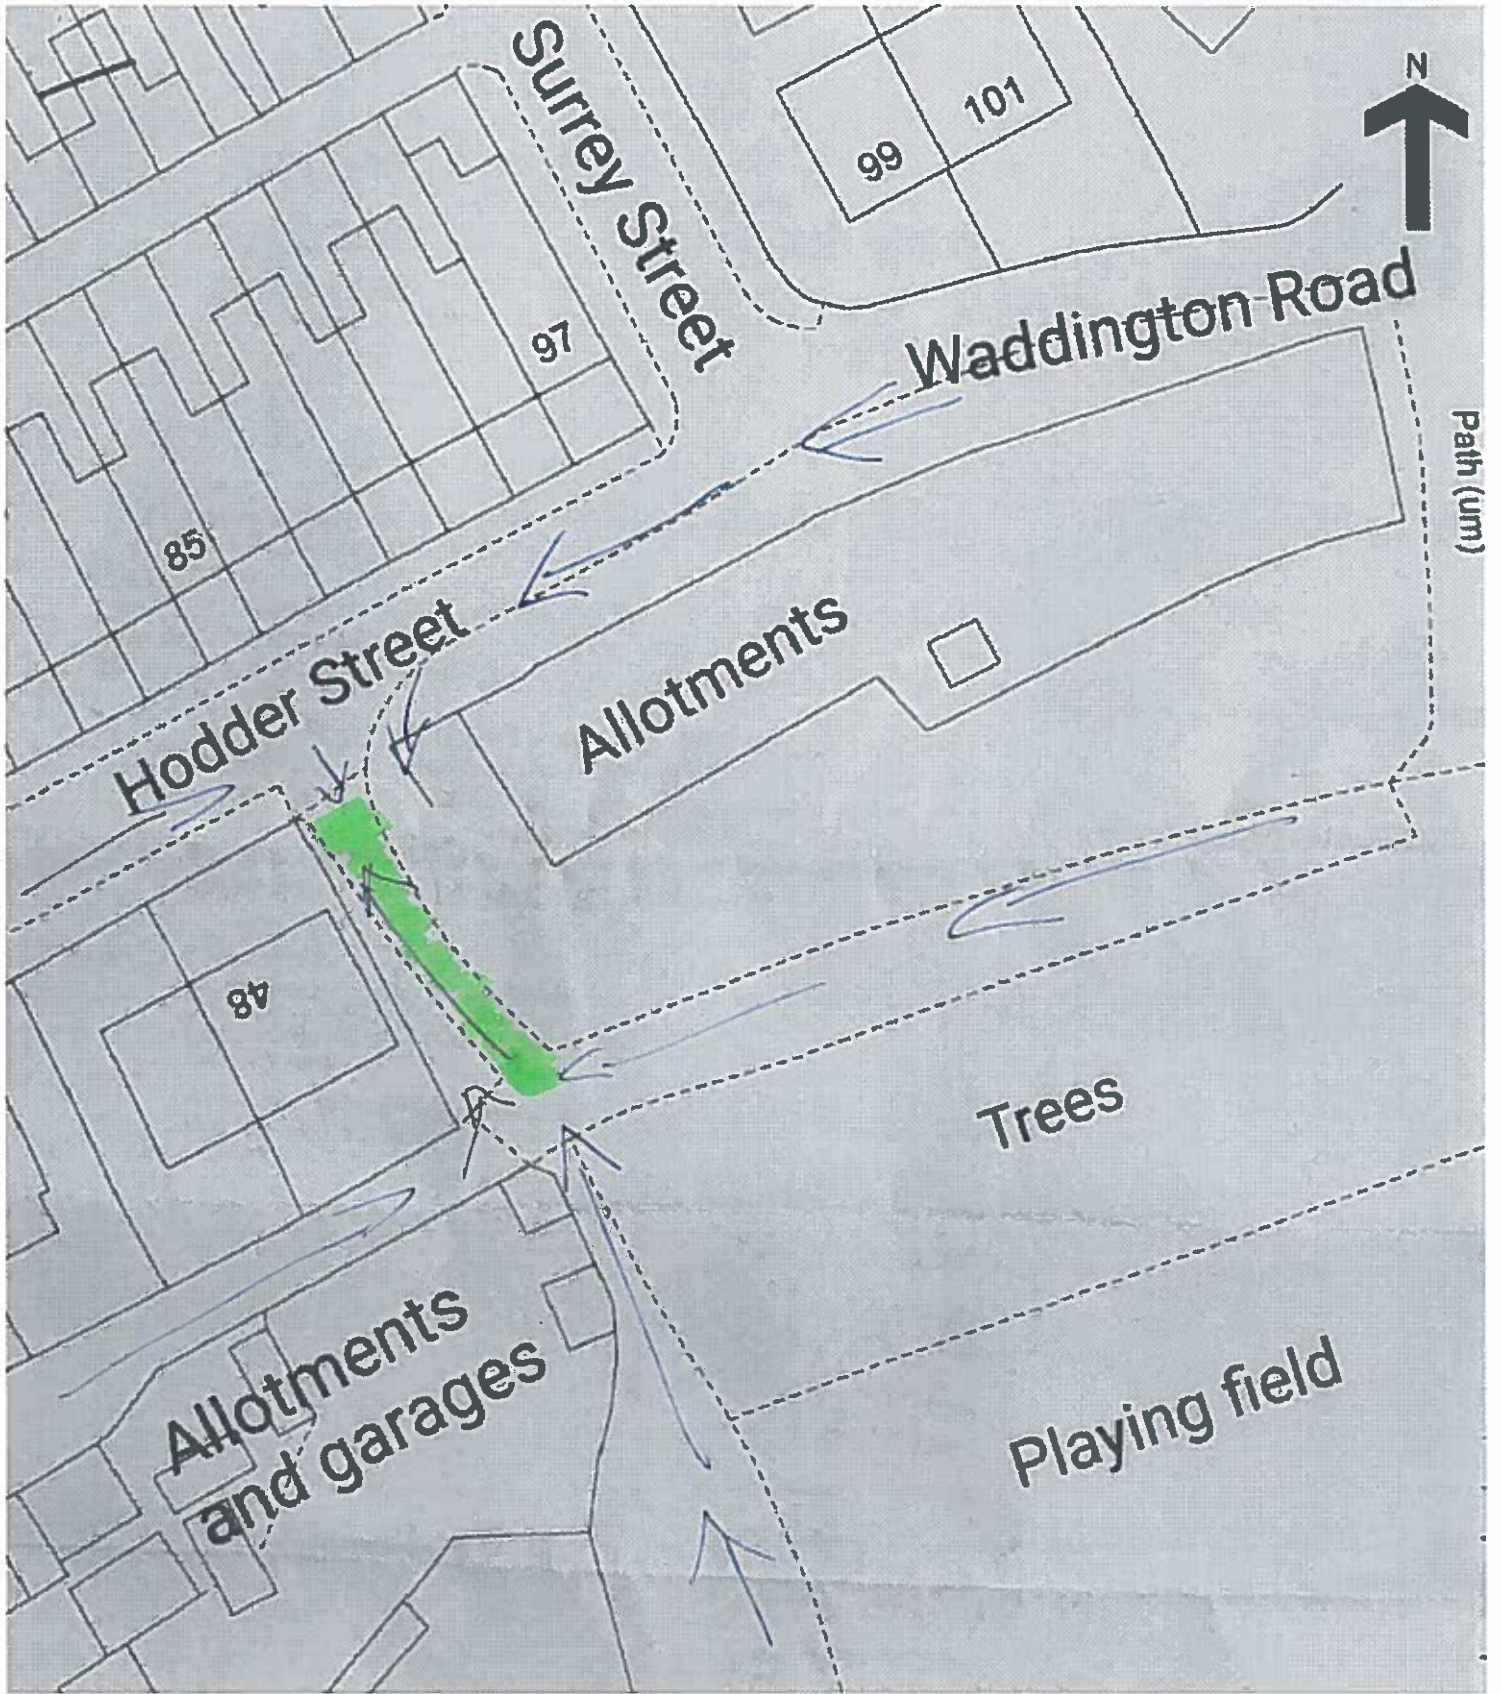 N
Surrey Street
101
99
Waddington Road
97
Path (um)
85
Hodder Street
Allotments
48
Trees
Allotments
and garages
Playing field